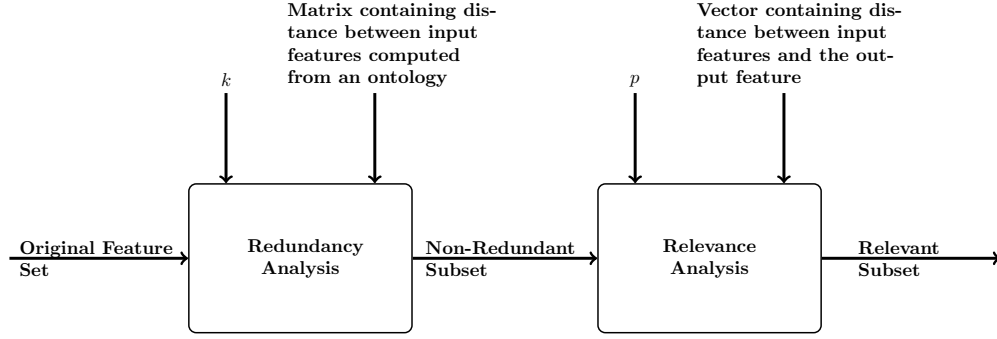 Matrix containing dis-
tance between input
features computed
from an ontology
Vector containing dis-
tance between input
features and the out-
put feature
k
p
Original Feature
Set
Redundancy
Analysis
Non-Redundant
Subset
Relevance
Analysis
Relevant
Subset